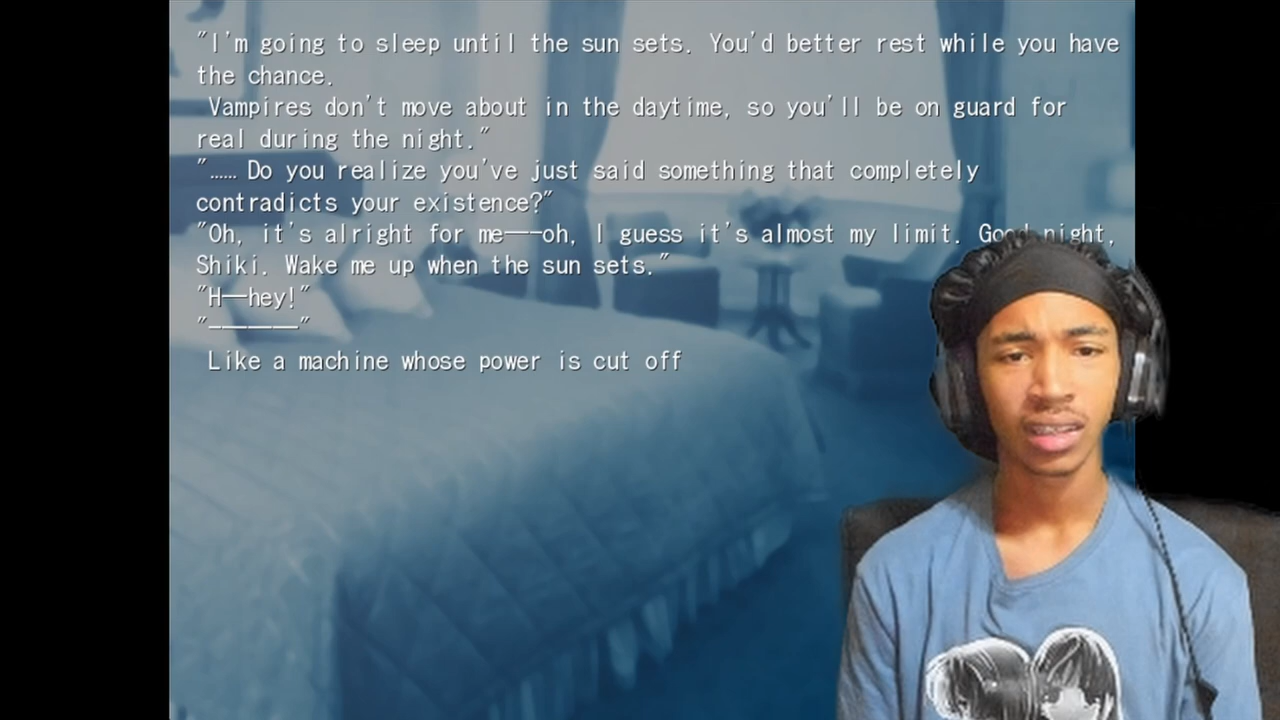 "I'm going to sleep until the sun sets. You'd better rest while you have
the chance.
Vampires don't move about in the daytime, so you'll be on guard for
real during the night."
"…… Do you realize you've just said something that completely
contradicts your existence?"
"Oh, it's alright for me──oh, I guess it's almost my limit. Good night,
Shiki. Wake me up when the sun sets."
"H──hey!"
"───────"
Like a machine whose power is cut off